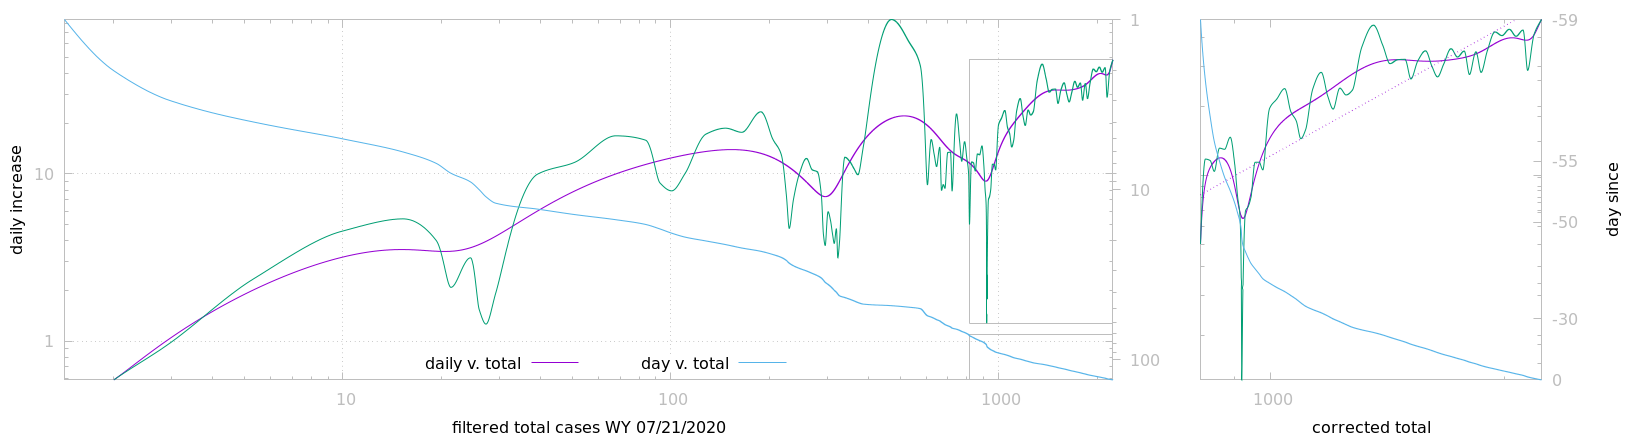 daily increase
10
1
daily v. total
day v. total
10
100
1000
filtered total cases WY 07/21/2020
1
10
100
1000
corrected total
-59
-55
-50
-30
0
day since